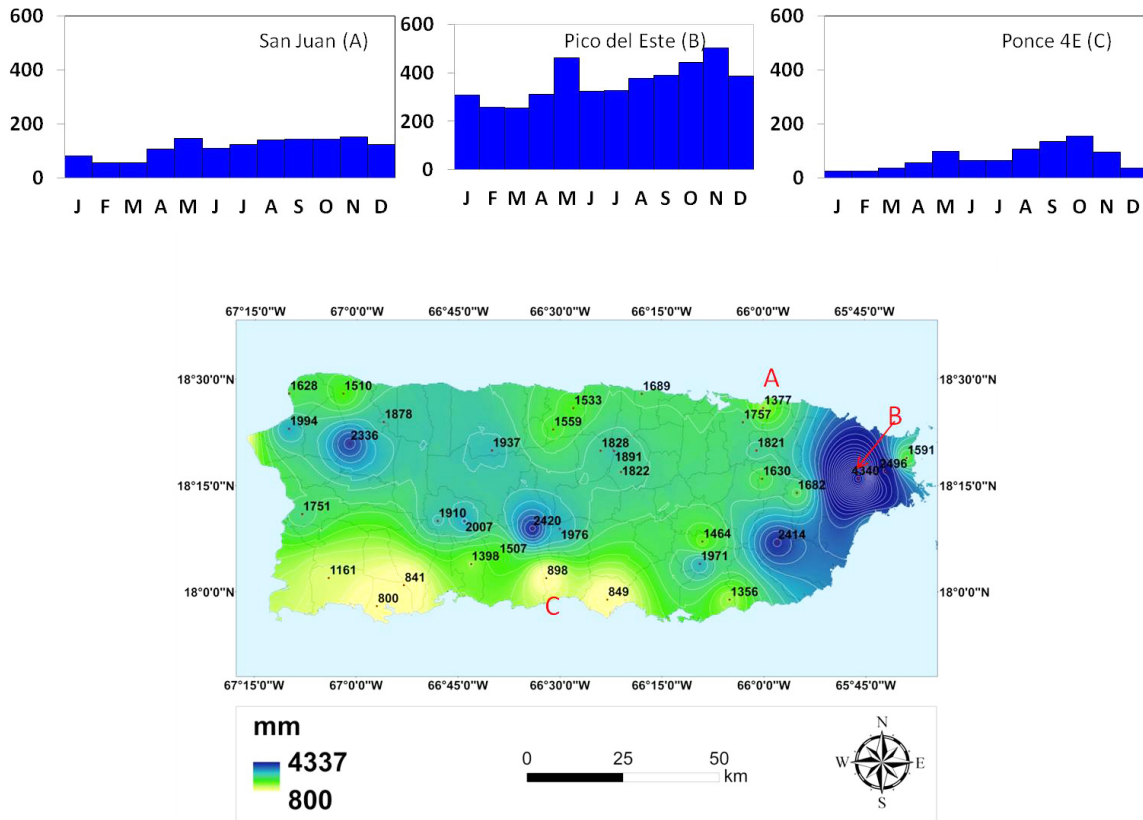 600
400
200
0
San Juan (A)
J F M A M J J A S O N D
600
400
200
0
Pico del Este (B)
J F M A M J J A S O N D
600
400
200
0
Ponce 4E (C)
J F M A M J J A S O N D
67°15'0"W 67°0'0"W 66°45'0"W 66°30'0"W 66°15'0"W 66°0'0"W 65°45'0"W
18°30'0"N 18°30'0"N
18°15'0"N 18°15'0"N
18°0'0"N 18°0'0"N
A
1628 1510 1689 1377
1533
1994 1878 1559 1757
B
2336 1937 1828 1821 1591
1891
1822 1630 4340 2496
1682
1751 1910 2420 1464 2414
2007 1976
1398 1507 1971
1161 841 898
800 849 1356
C
67°15'0"W 67°0'0"W 66°45'0"W 66°30'0"W 66°15'0"W 66°0'0"W 65°45'0"W
mm
4337
800
0 25 50
km
N
W E
S